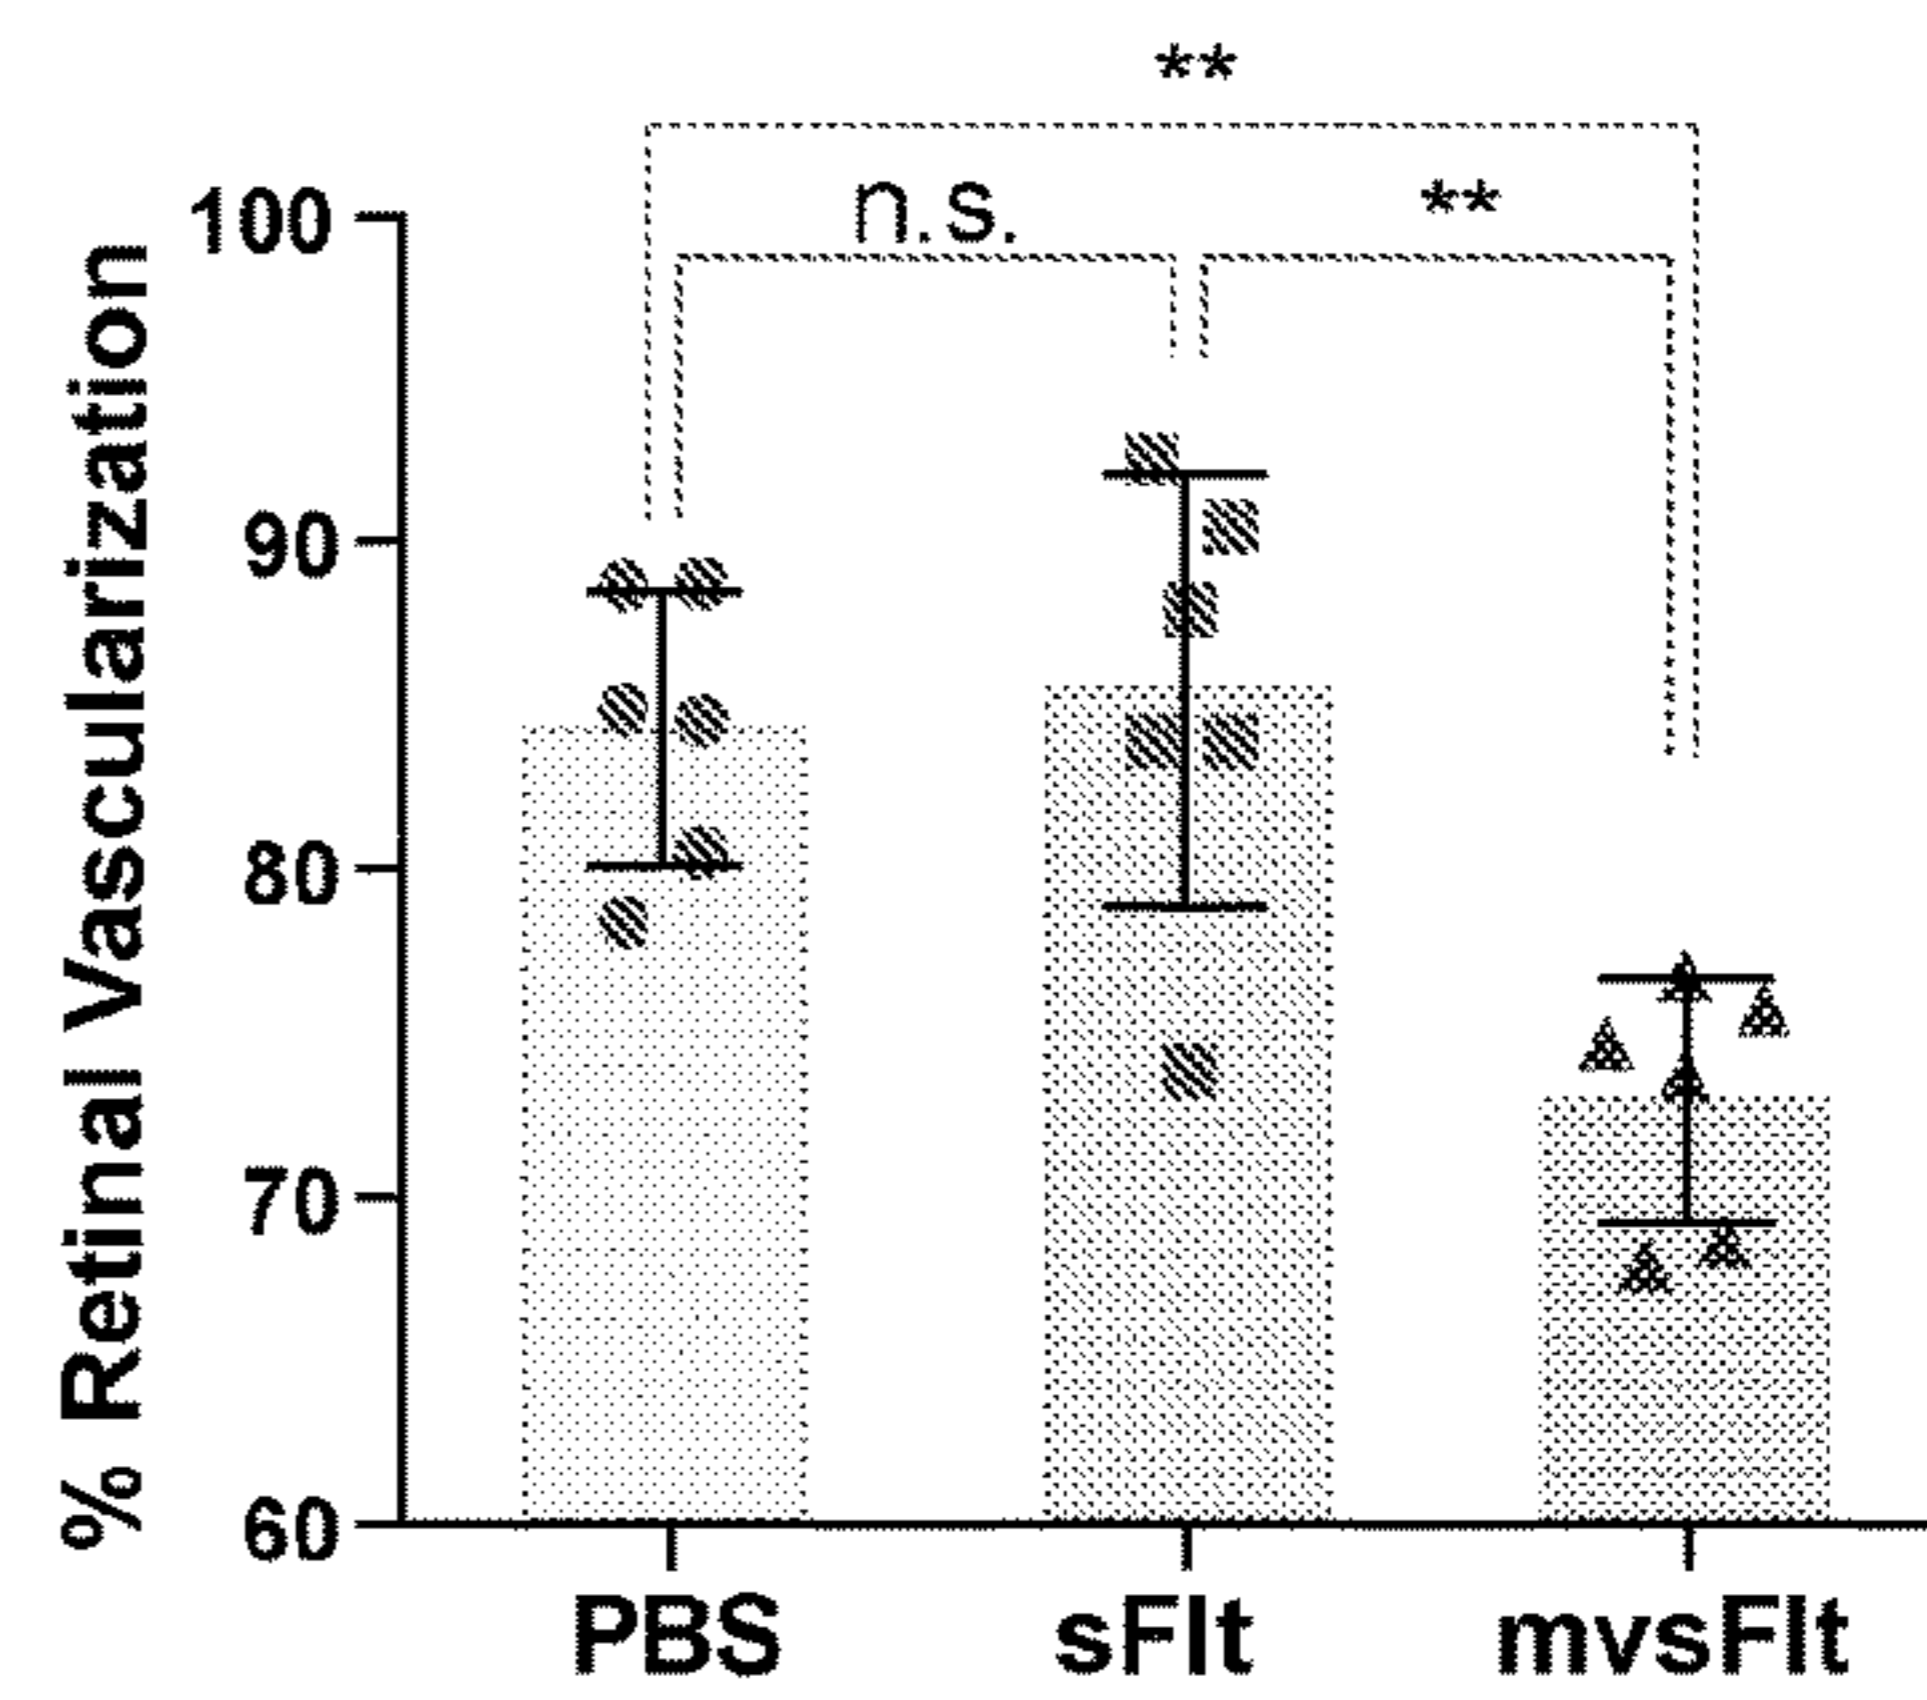 **
n.s.
**
100
90
80
70
60
% Retinal Vascularization
PBS
sFlt
mvsFlt